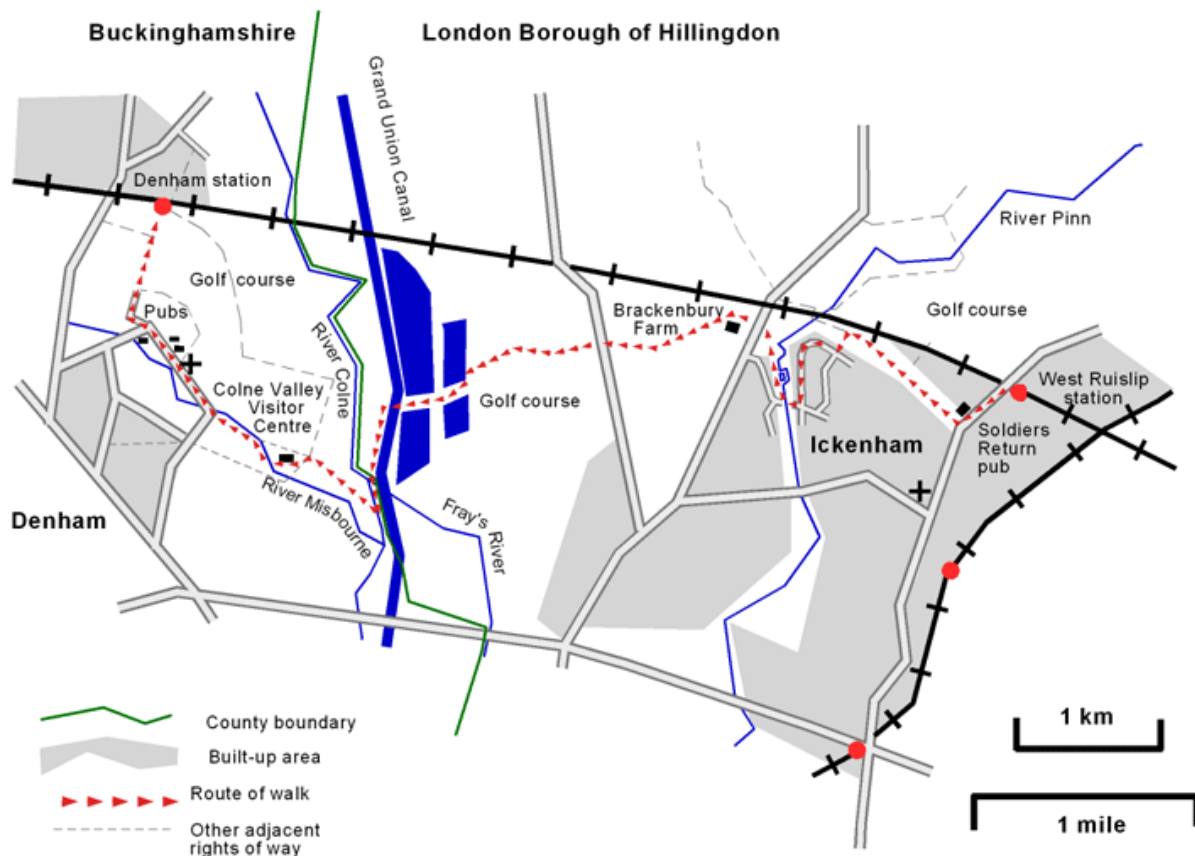 Buckinghamshire
London Borough of Hillingdon
Grand Union Canal
Denham station
River Pinn
Golf course
Pubs
River Colne
Brackenbury
Farm
Golf course
Colne Valley
Visitor
Centre
Golf course
West Ruislip
station
Ickenham
Soldiers
Return
pub
River Misbourne
Fray's River
Denham
County boundary
Built-up area
Route of walk
Other adjacent
rights of way
1 km
1 mile